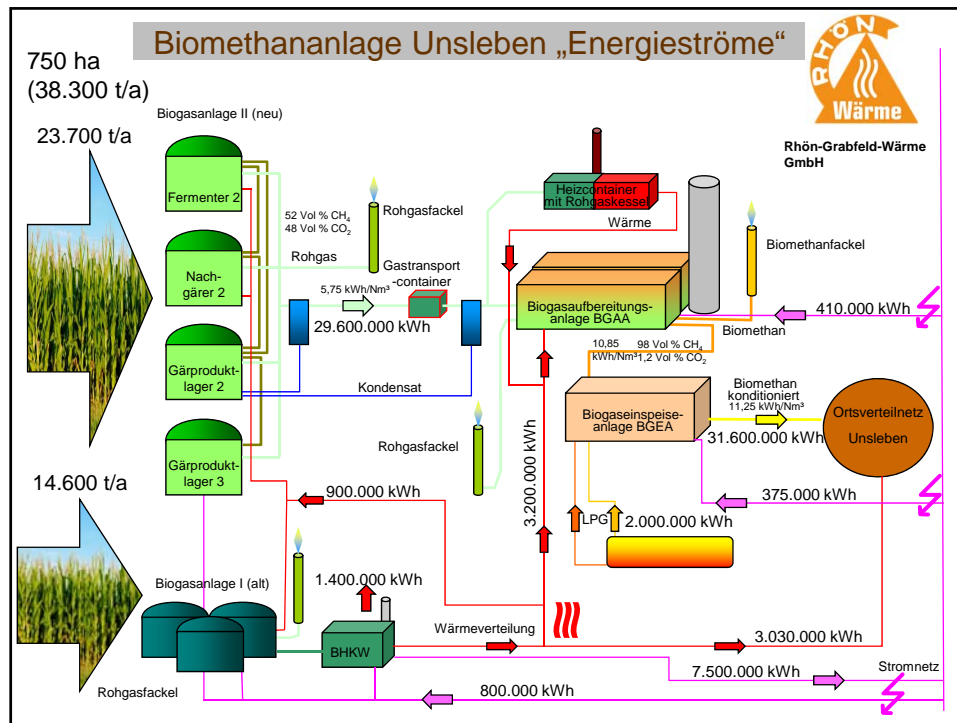 Biomethananlage Unsleben „Energieströme“
RHÖN
Wärme
Rhön-Grabfeld-Wärme
GmbH
750 ha
(38.300 t/a)
23.700 t/a
14.600 t/a
Biogasanlage II (neu)
Fermenter 2
Nach-
gärer 2
Gärprodukt-
lager 2
Gärprodukt-
lager 3
52 Vol % CH₄
48 Vol % CO₂
Rohgas
Rohgasfackel
5,75 kWh/Nm³
29.600.000 kWh
Gastransport
-container
Kondensat
Heizcontainer
mit Rohgaskessel
Wärme
Biomethanfackel
Biogasaufbereitungs-
anlage BGAA
410.000 kWh
Biomethan
10,85
kWh/Nm³
98 Vol % CH₄
1,2 Vol % CO₂
Biogaseinspeise-
anlage BGEA
Biomethan
konditioniert
11,25 kWh/Nm³
31.600.000 kWh
Ortsverteilnetz
Unsleben
Rohgasfackel
375.000 kWh
3.200.000 kWh
900.000 kWh
LPG
2.000.000 kWh
Biogasanlage I (alt)
1.400.000 kWh
BHKW
Wärmeverteilung
3.030.000 kWh
7.500.000 kWh
Stromnetz
Rohgasfackel
800.000 kWh